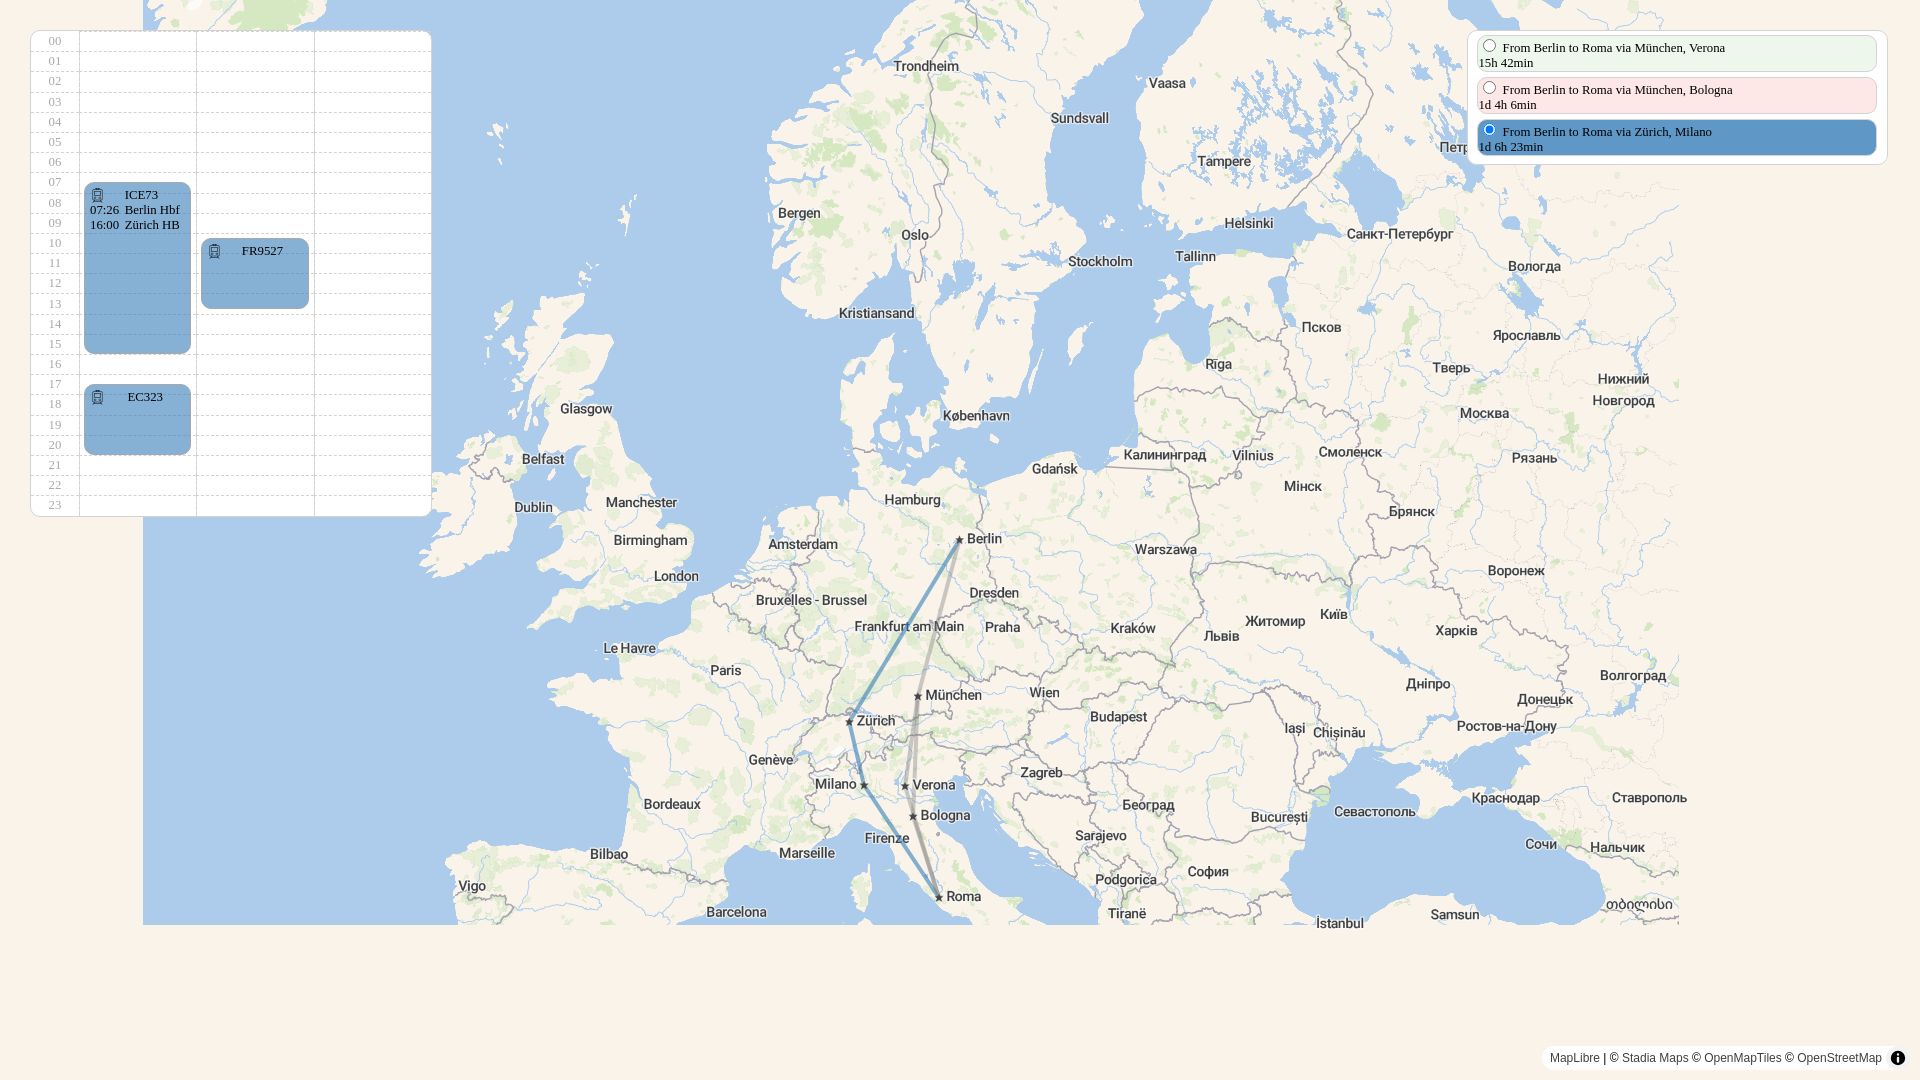 00
01
02
03
04
05
06
07
08
09
10
11
12
13
14
15
16
17
18
19
20
21
22
23
ICE73
07:26 Berlin Hbf
16:00 Zürich HB
FR9527
EC323
From Berlin to Roma via München, Verona
15h 42min
From Berlin to Roma via München, Bologna
1d 4h 6min
From Berlin to Roma via Zürich, Milano
1d 6h 23min
Trondheim
Vaasa
Sundsvall
Петр
Tampere
Bergen
Helsinki
Oslo
Санкт-Петербург
Tallinn
Stockholm
Вологда
Kristiansand
Псков
Ярославль
Rīga
Тверь
Нижний
Новгород
Glasgow
København
Москва
Belfast
Gdańsk
Калининград
Vilnius
Смоленск
Рязань
Мінск
Hamburg
Manchester
Dublin
Брянск
Birmingham
Amsterdam
Berlin
Warszawa
London
Воронеж
Bruxelles - Brussel
Dresden
Житомир
Київ
Frankfurt am Main
Praha
Kraków
Львів
Харків
Le Havre
Paris
Волгоград
München
Wien
Дніпро
Донецьк
Zürich
Budapest
Iași
Chișinău
Ростов-на-Дону
Genève
Zagreb
Milano
Verona
Bordeaux
Београд
Краснодар
Ставрополь
Bologna
București
Севастополь
Firenze
Sarajevo
Сочи
Нальчик
Bilbao
Marseille
Vigo
Podgorica
София
Roma
Barcelona
Tiranë
Samsun
თბილისი
İstanbul
MapLibre | © Stadia Maps © OpenMapTiles © OpenStreetMap